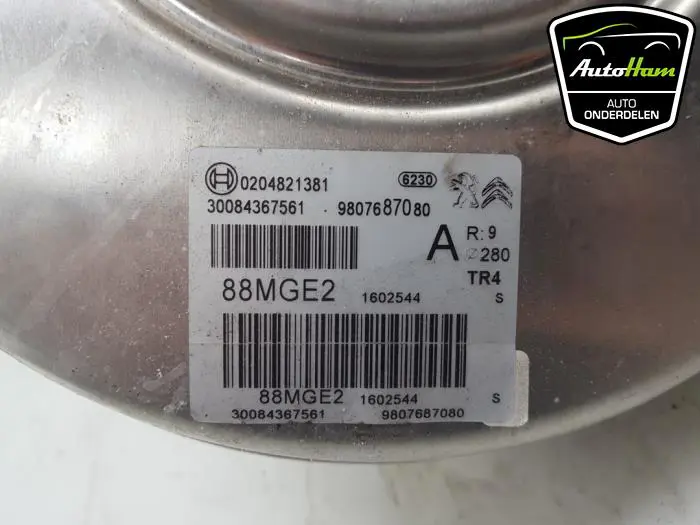 AutoHam
AUTO
ONDERDELEN
0204821381 6230
30084367561 . 9807687080
A R: 9
⌀280
TR4
88MGE2 1602544 S
88MGE2 1602544 S
30084367561 9807687080